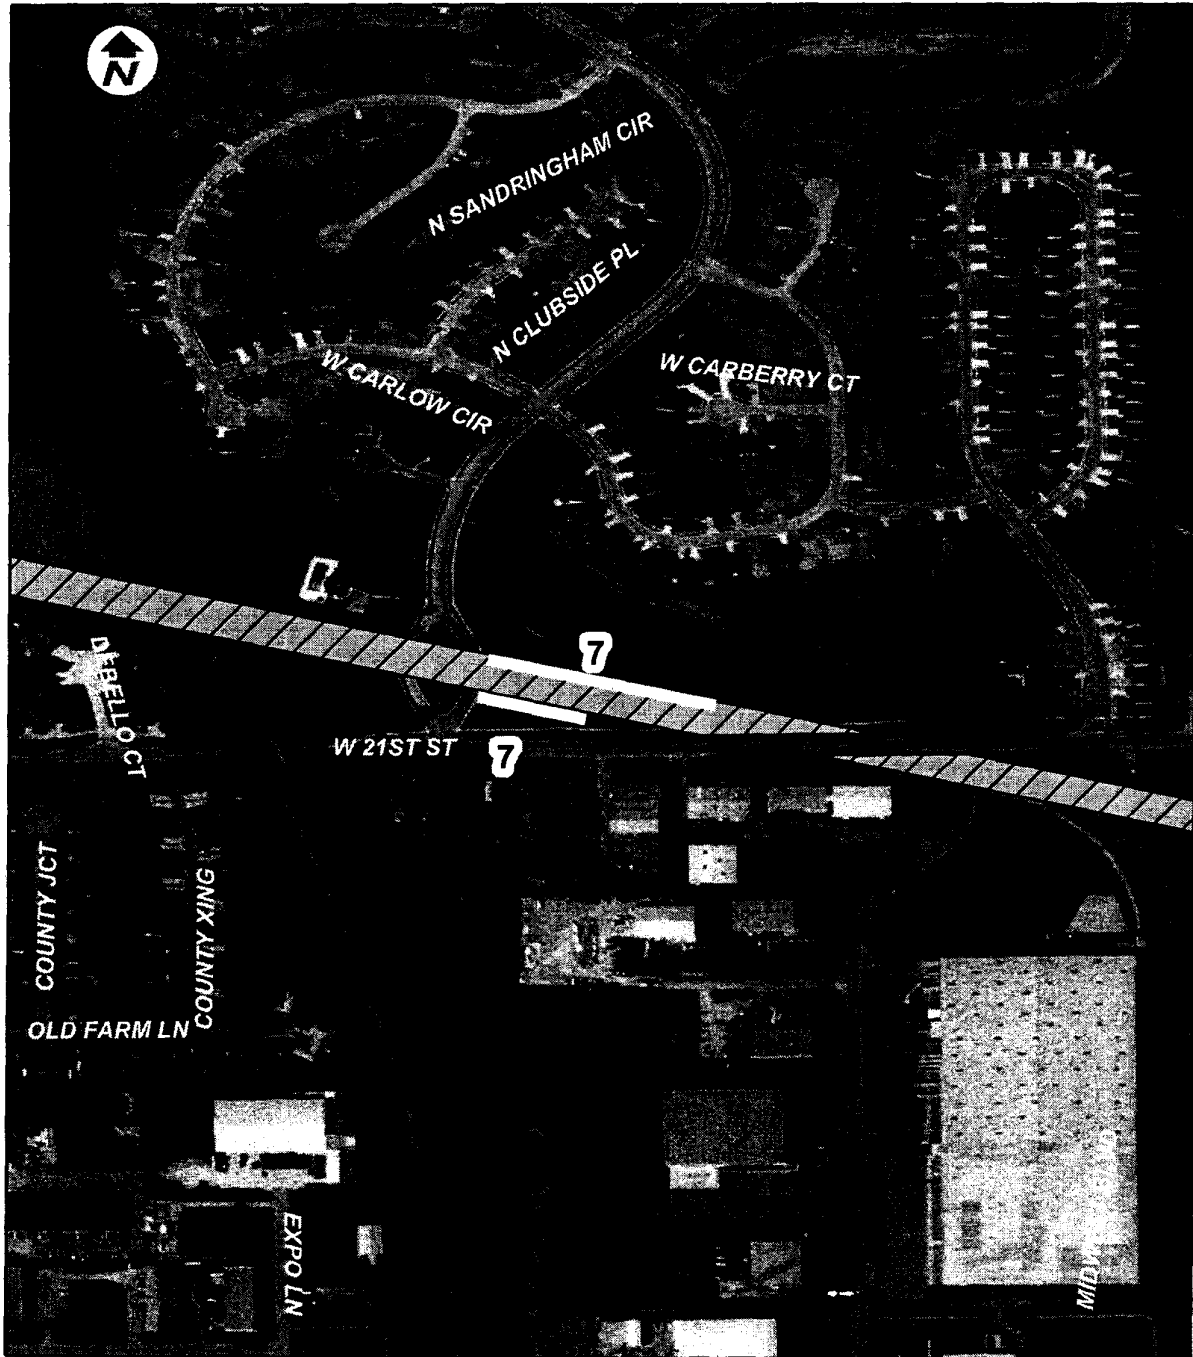 N
N SANDRINGHAM CIR
N CLUBSIDE PL
W CARLOW CIR
W CARBERRY CT
7
DEBELLO CT
W 21ST ST
7
COUNTY JCT
COUNTY XING
OLD FARM LN
EXPO LN